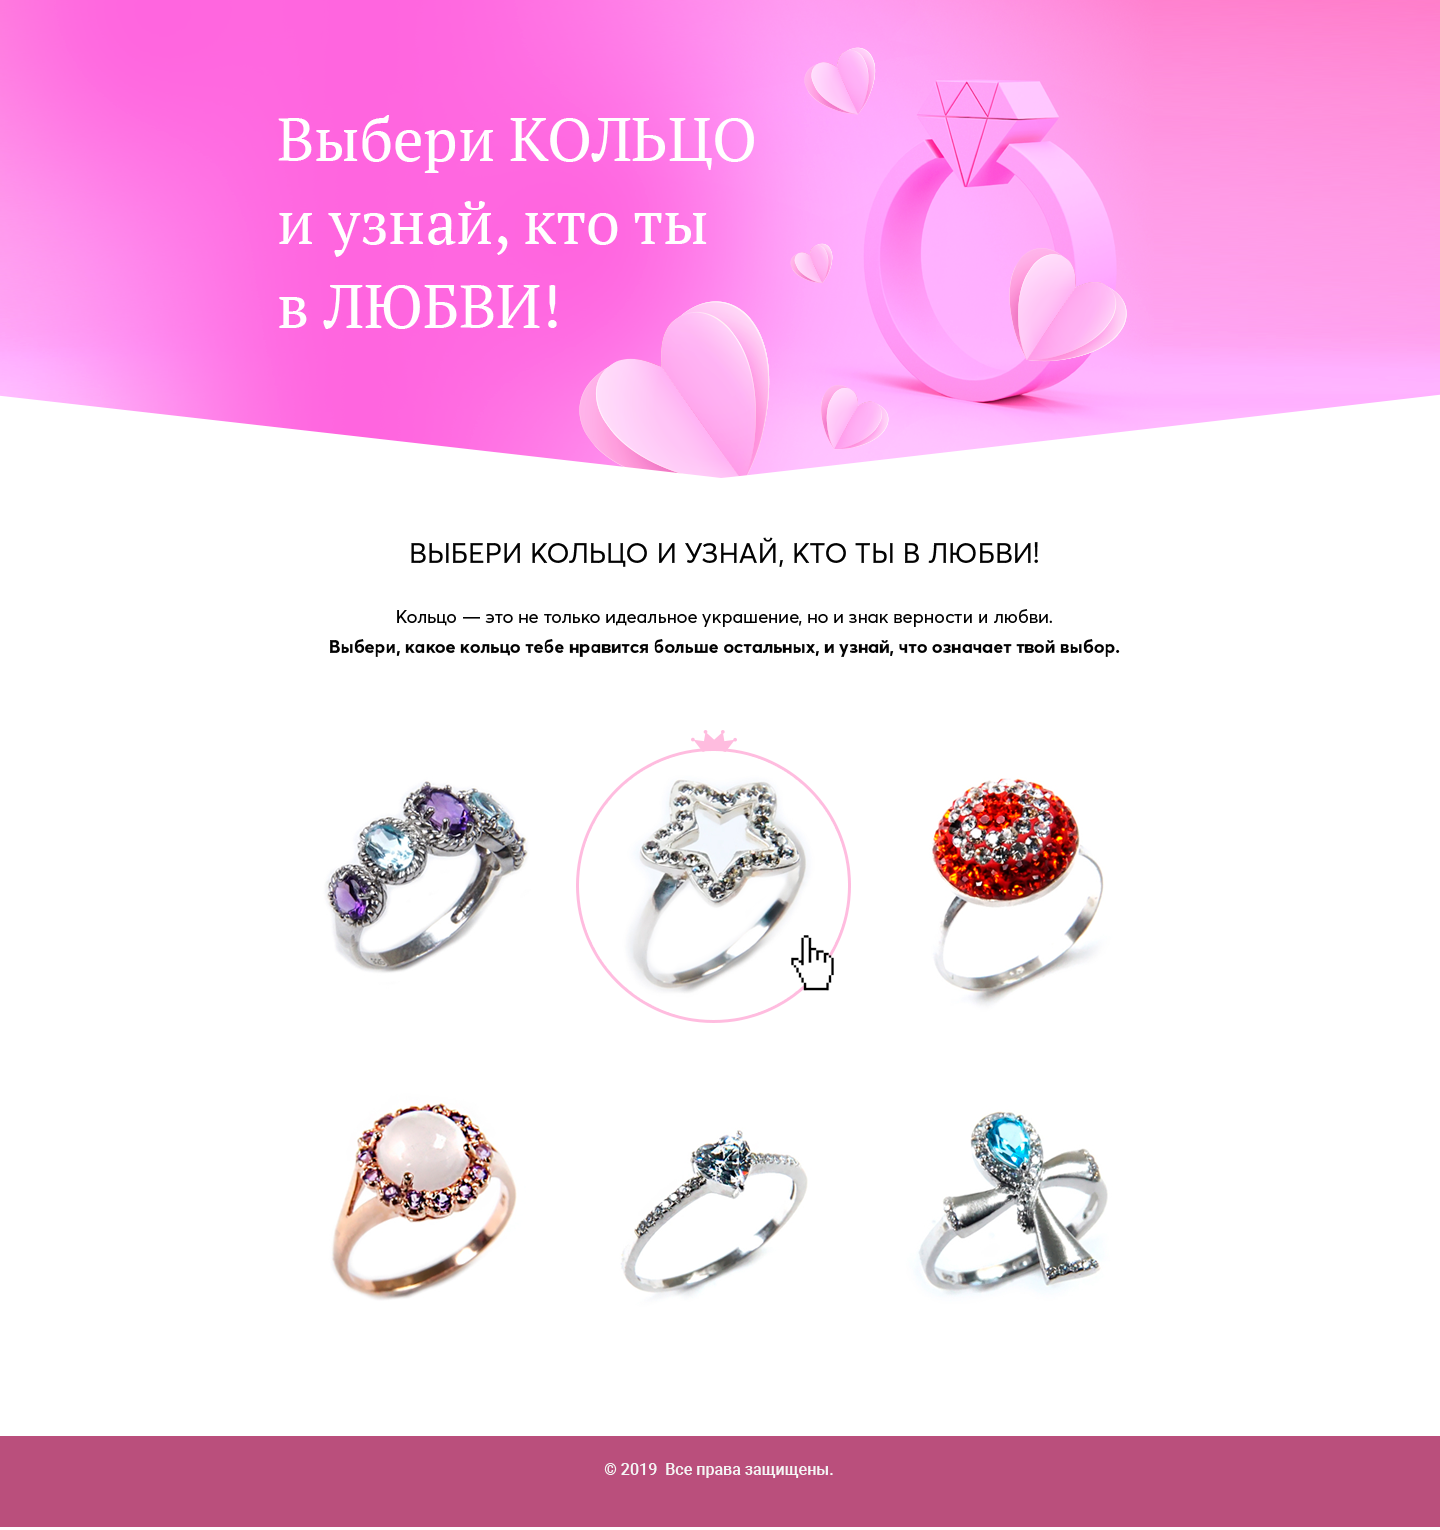 Выбери КОЛЬЦО
и узнай, кто ты
в ЛЮБВИ!
ВЫБЕРИ КОЛЬЦО И УЗНАЙ, КТО ТЫ В ЛЮБВИ!
Кольцо — это не только идеальное украшение, но и знак верности и любви.
Выбери, какое кольцо тебе нравится больше остальных, и узнай, что означает твой выбор.
© 2019 Все права защищены.